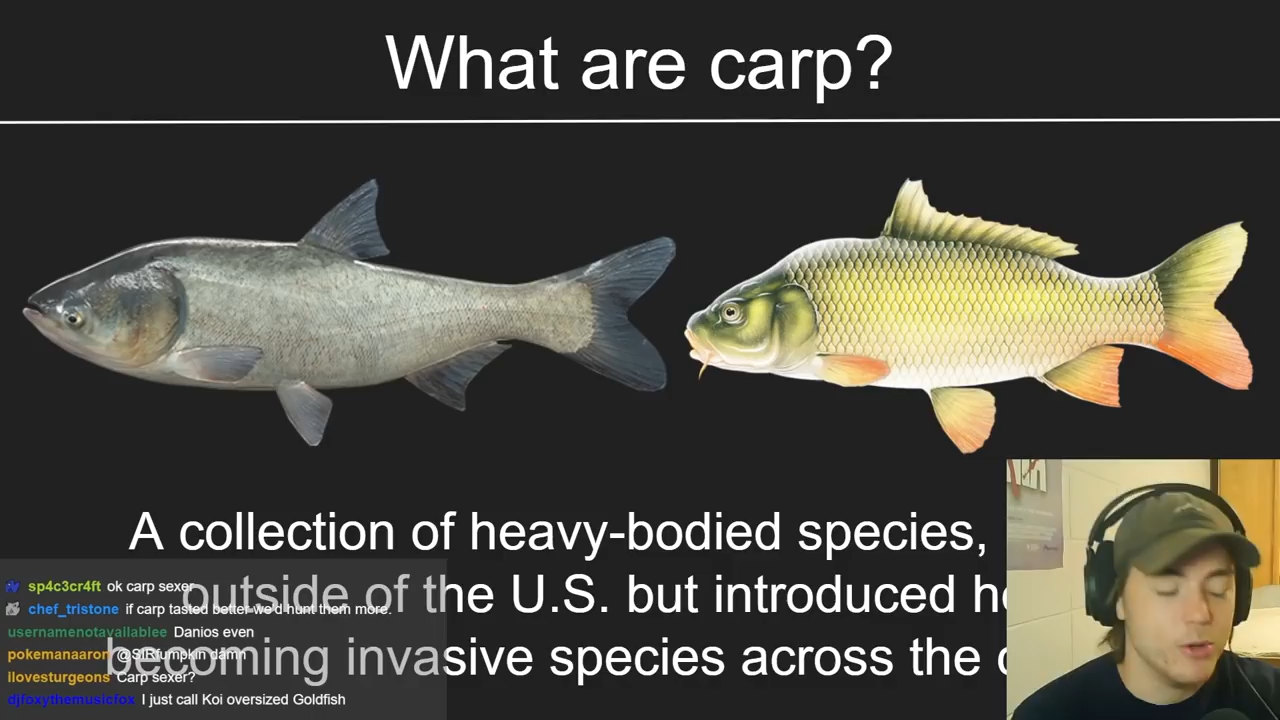 What are carp?
A collection of heavy-bodied species,
outside of the U.S. but introduced
becoming invasive species across the
sp4c3cr4ft ok carp sexer
chef_tristone if carp tasted better we'd hunt them more.
usernamenotavailablee Danios even
pokemanaaron @SIRfumpkin damn
ilovesturgeons Carp sexer?
djfoxythemusicfox I just call Koi oversized Goldfish